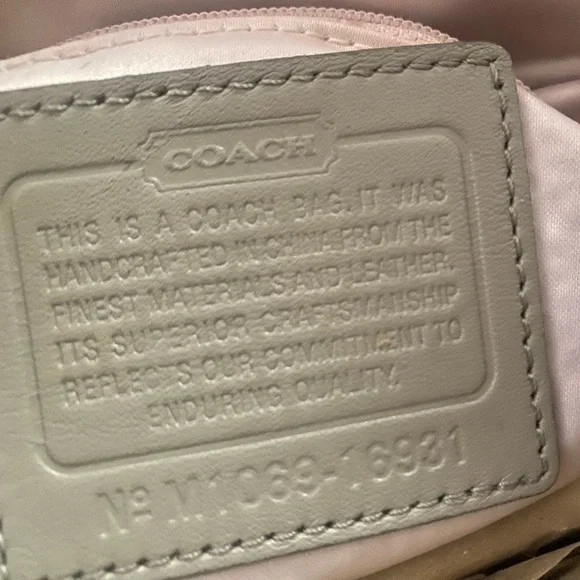 COACH
THIS IS A COACH BAG. IT WAS
HANDCRAFTED IN CHINA FROM THE
FINEST MATERIALS AND LEATHER.
ITS SUPERIOR CRAFTSMANSHIP
REFLECTS OUR COMMITMENT TO
ENDURING QUALITY.
Nº M1069-16931